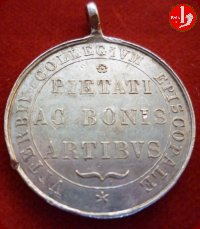 VITERBII COLLEGIVM EPISCOPALE
PIETATI
AC BONIS
ARTIBVS